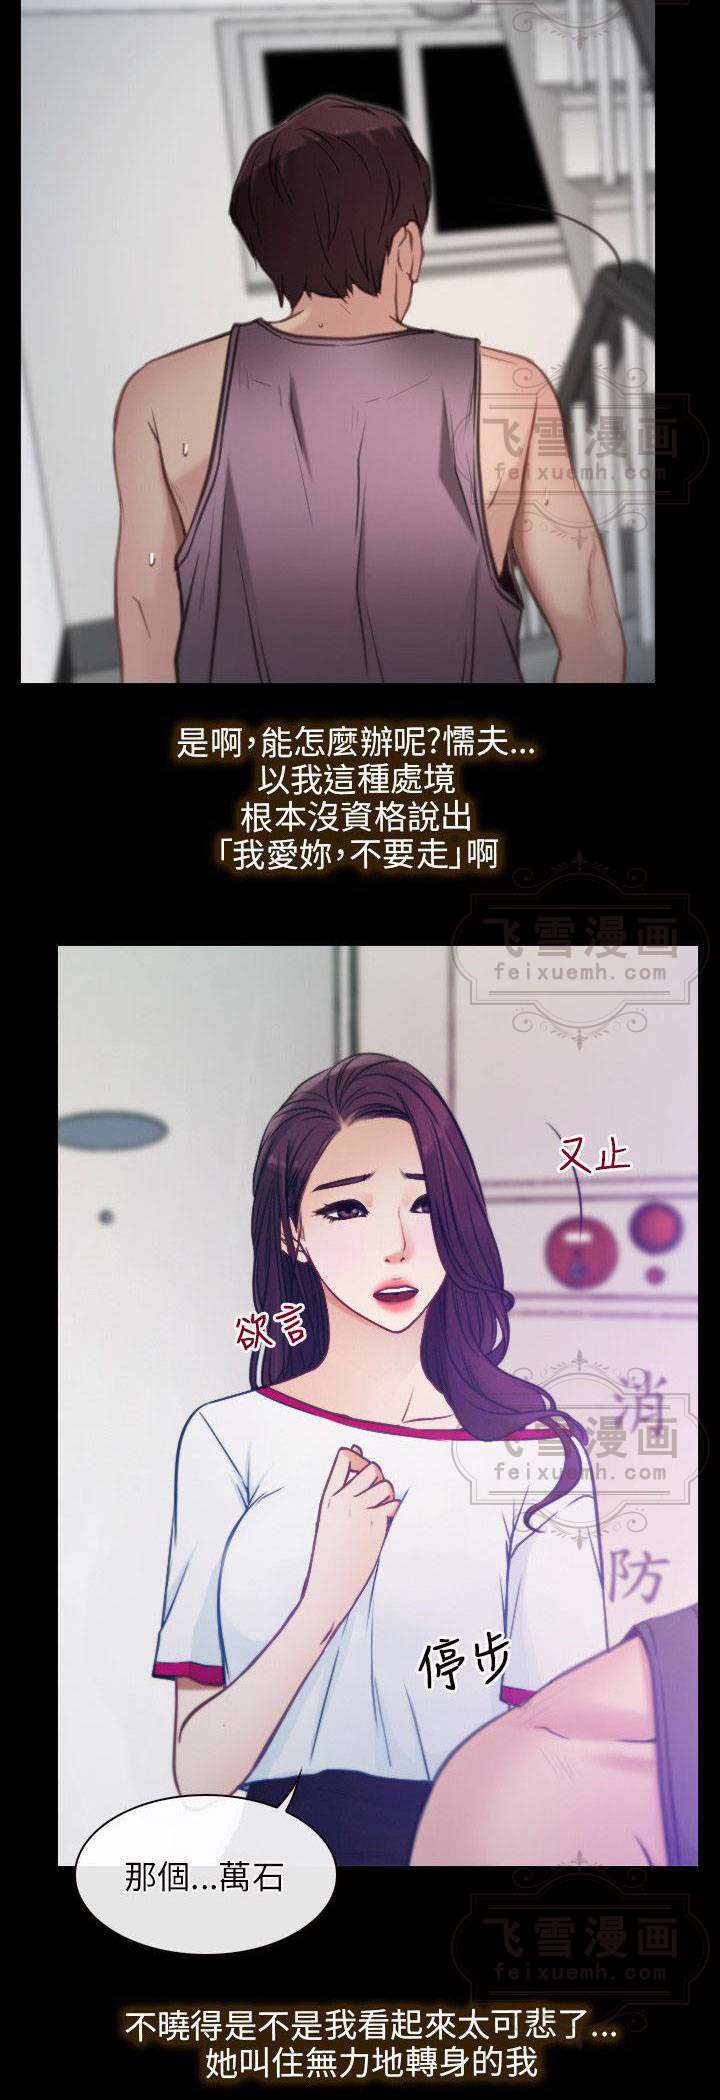 飞雪漫画
feixuemh.com
是啊，能怎麼辦呢?懦夫...
以我這種處境
根本沒資格說出
「我愛妳，不要走」啊
飞雪漫画
feixuemh.com
又止
欲言
消
防
飞雪漫画
feixuemh.com
停步
那個...萬石
飞雪漫画
feixuemh.com
不曉得是不是我看起來太可悲了...
她叫住無力地轉身的我